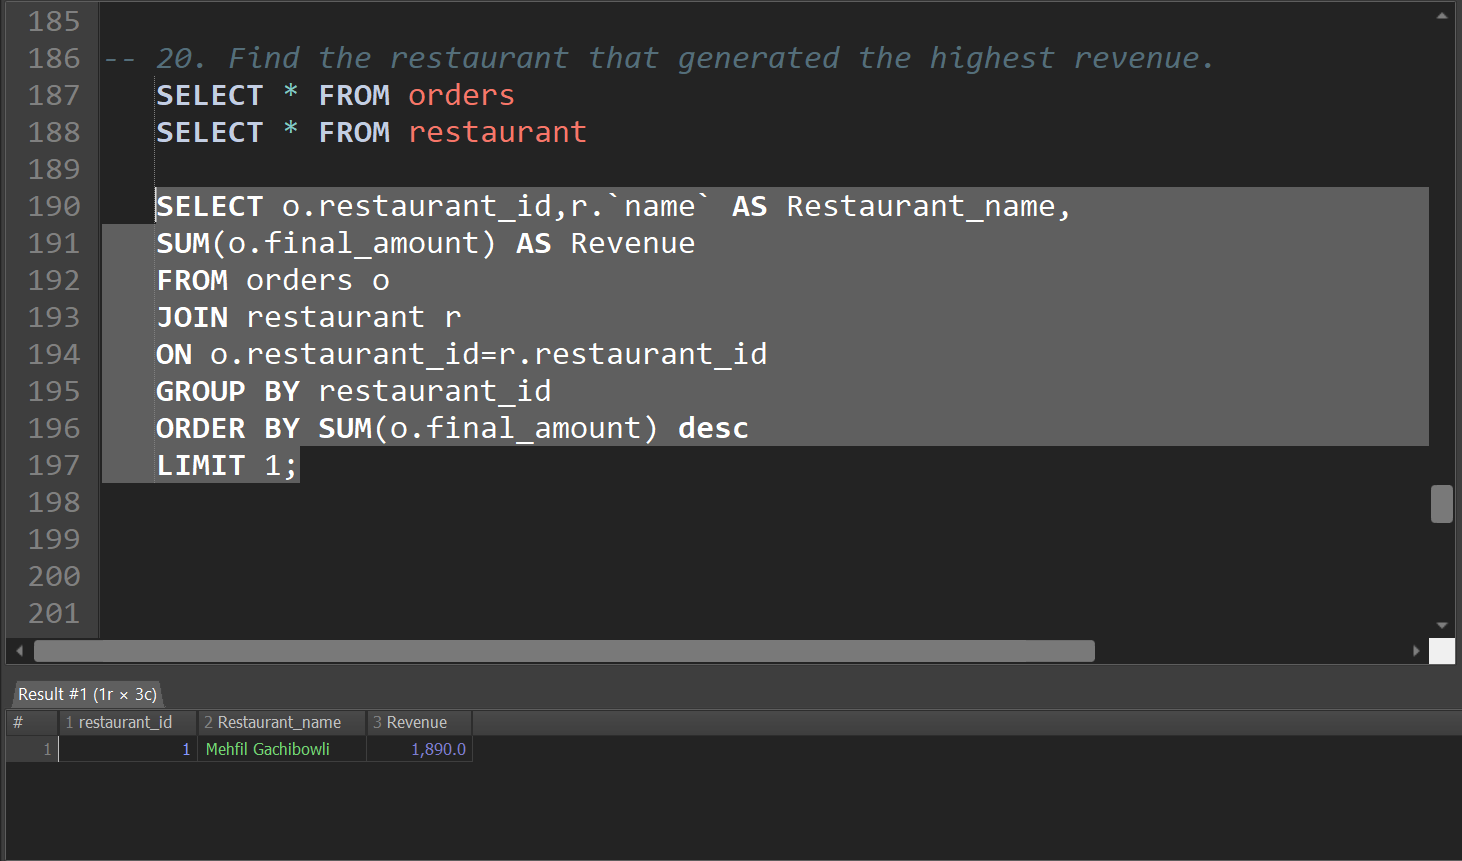 185
186 -- 20. Find the restaurant that generated the highest revenue.
187 SELECT * FROM orders
188 SELECT * FROM restaurant
189
190 SELECT o.restaurant_id,r.`name` AS Restaurant_name,
191 SUM(o.final_amount) AS Revenue
192 FROM orders o
193 JOIN restaurant r
194 ON o.restaurant_id=r.restaurant_id
195 GROUP BY restaurant_id
196 ORDER BY SUM(o.final_amount) desc
197 LIMIT 1;
198
199
200
201
Result #1 (1r × 3c)
# 1 restaurant_id 2 Restaurant_name 3 Revenue
1 1 Mehfil Gachibowli 1,890.0